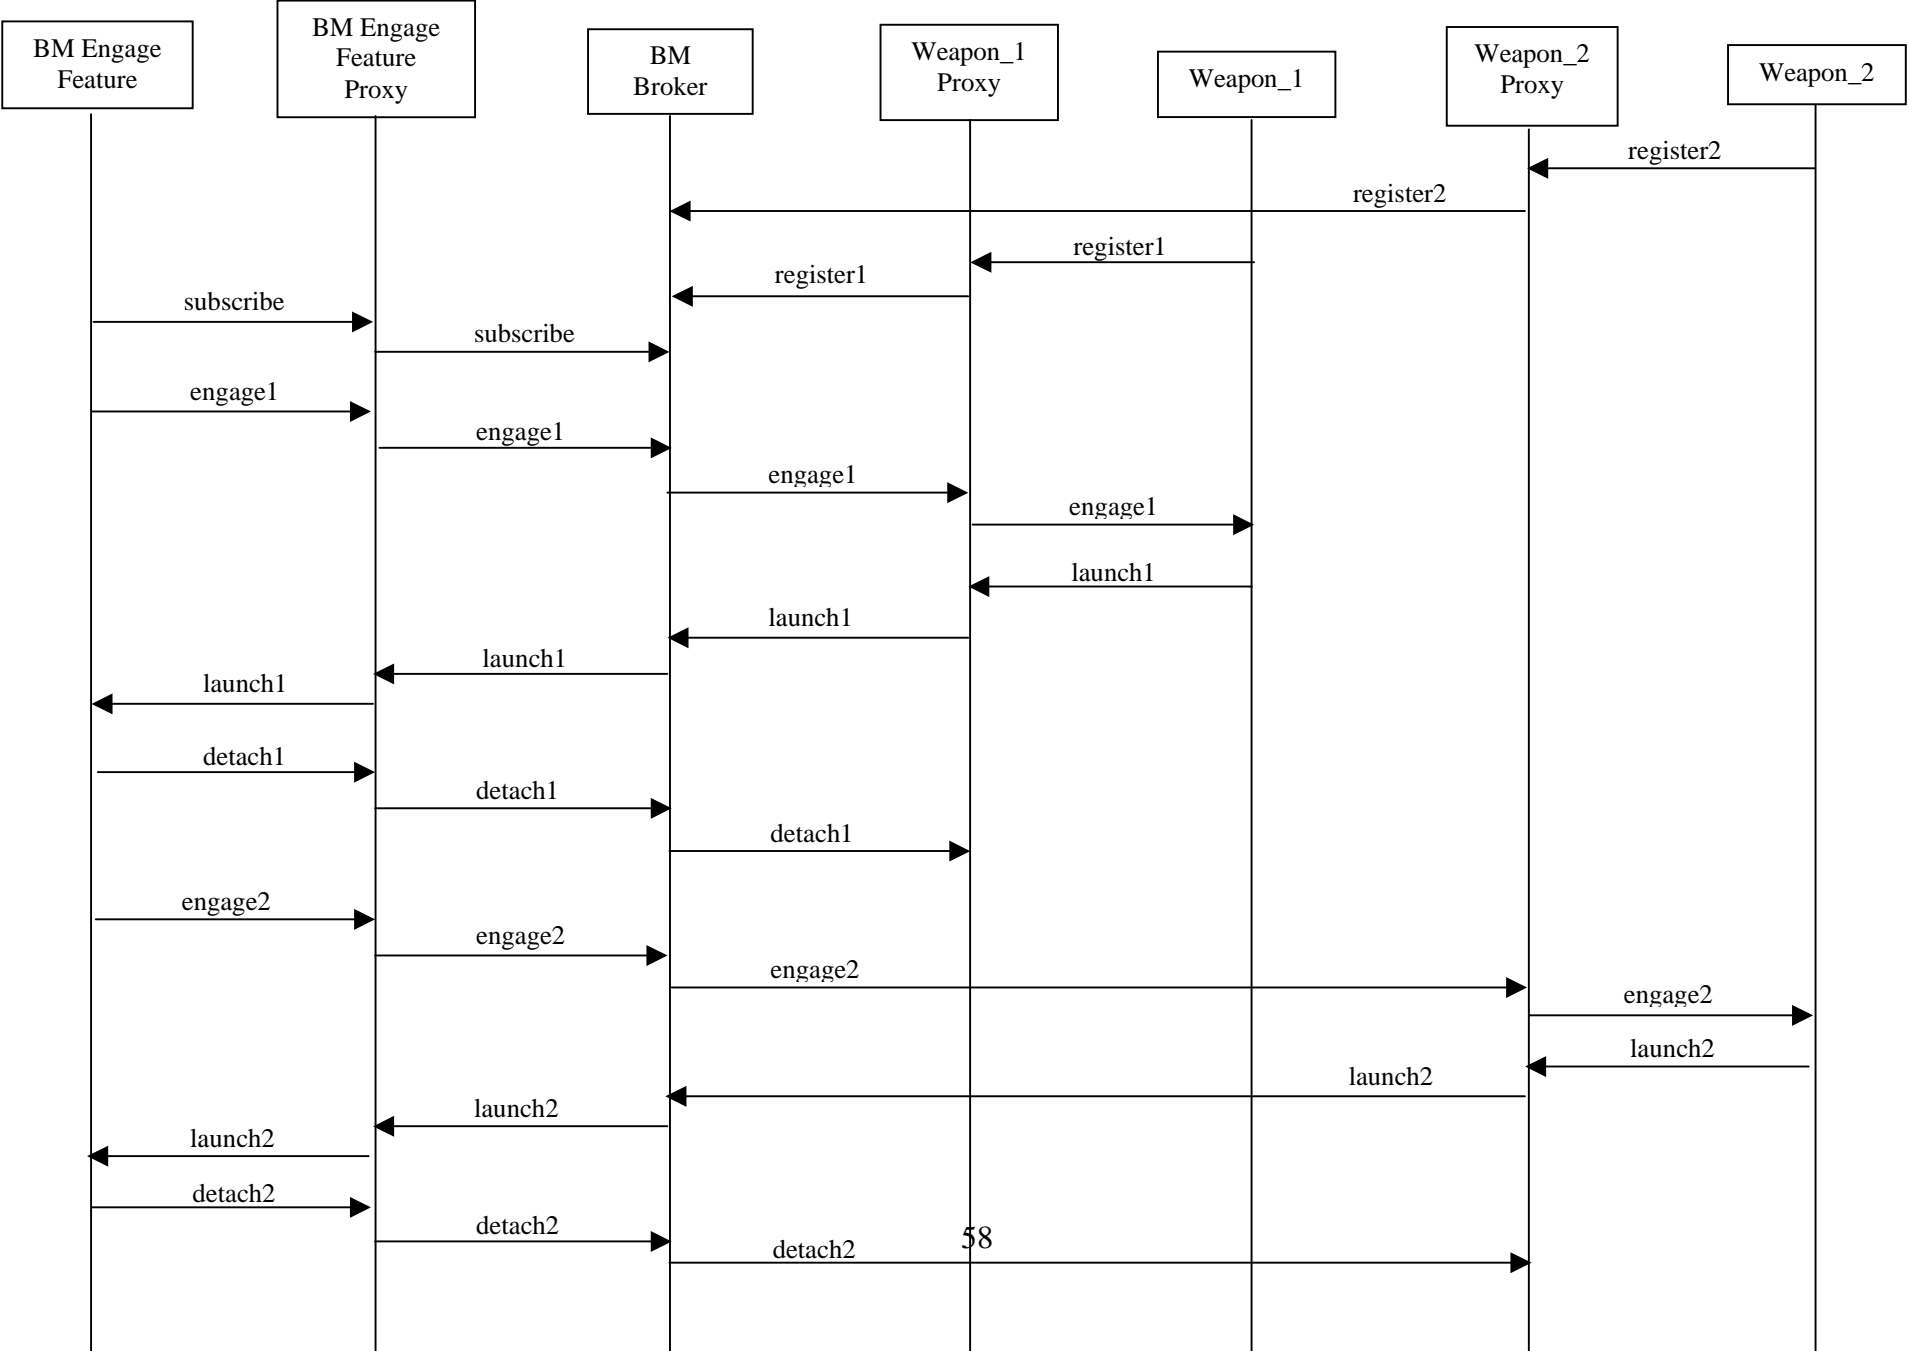 BM Engage
Feature
BM Engage
Feature
Proxy
BM
Broker
Weapon_1
Proxy
Weapon_1
Weapon_2
Proxy
Weapon_2
register2
register2
register1
register1
subscribe
subscribe
engage1
engage1
engage1
engage1
launch1
launch1
launch1
launch1
detach1
detach1
detach1
engage2
engage2
engage2
engage2
launch2
launch2
launch2
launch2
detach2
detach2
detach2
58